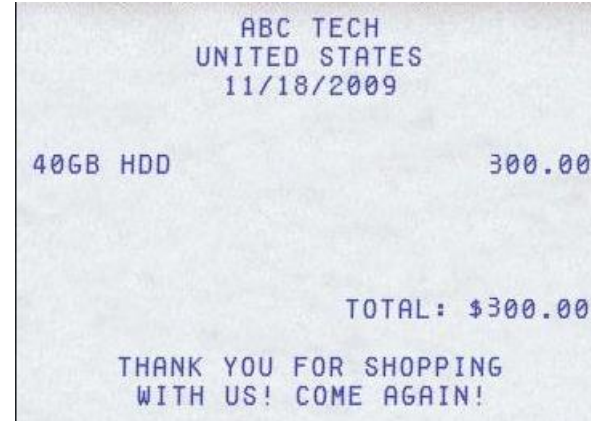 ABC TECH
UNITED STATES
11/18/2009
40GB HDD 300.00
TOTAL: $300.00
THANK YOU FOR SHOPPING
WITH US! COME AGAIN!